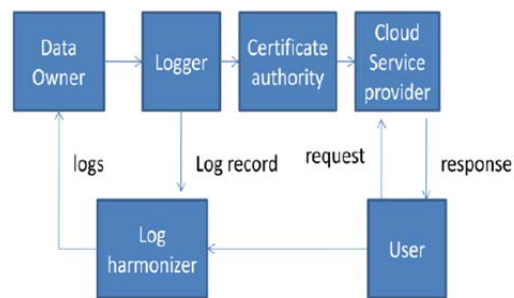 Data
Owner
Logger
Certificate
authority
Cloud
Service
provider
logs
Log record
request
response
Log
harmonizer
User